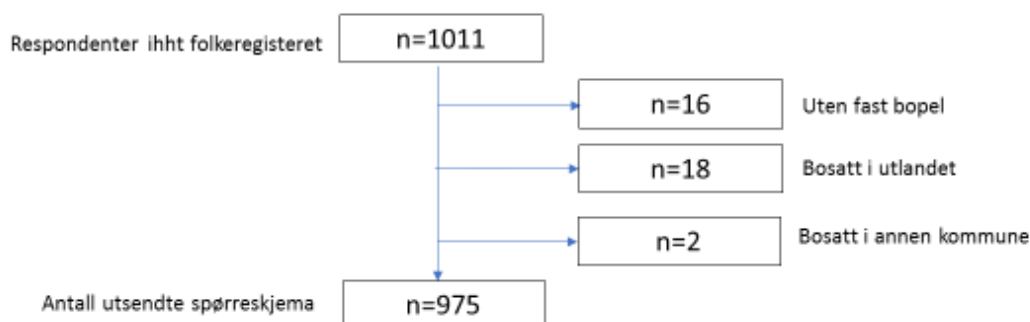 Respondenter ihht folkeregisteret
n=1011
n=16
Uten fast bopel
n=18
Bosatt i utlandet
n=2
Bosatt i annen kommune
Antall utsendte spørreskjema
n=975